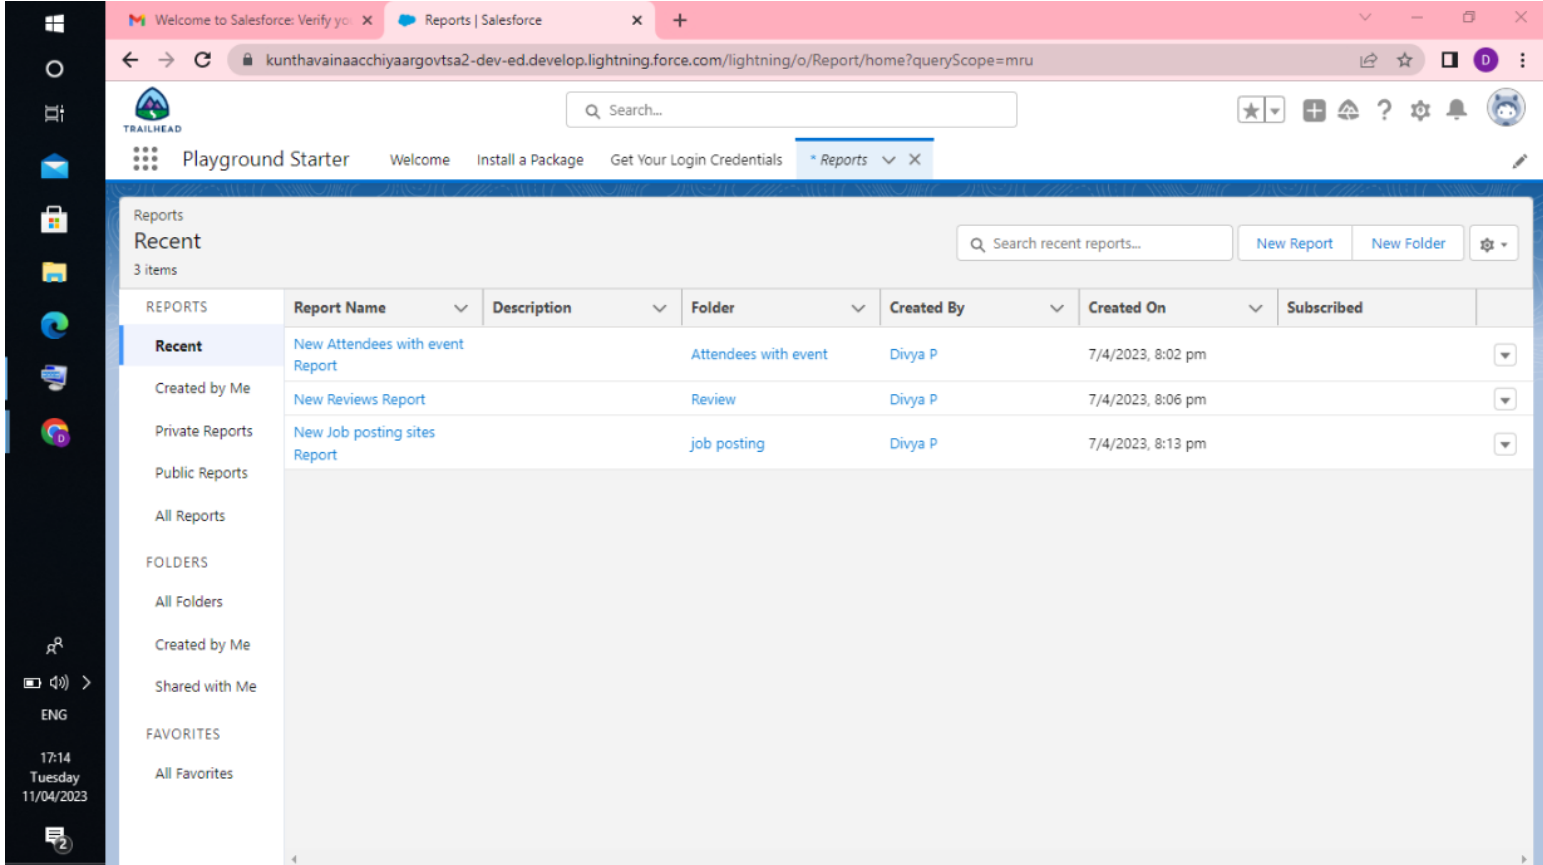 Welcome to Salesforce: Verify yo
Reports | Salesforce
kunthavainaacchiyaargovtsa2-dev-ed.develop.lightning.force.com/lightning/o/Report/home?queryScope=mru
D
TRAILHEAD
Search...
Playground Starter
Welcome
Install a Package
Get Your Login Credentials
* Reports
Reports
Recent
3 items
Search recent reports...
New Report
New Folder
REPORTS
Recent
Created by Me
Private Reports
Public Reports
All Reports
FOLDERS
All Folders
Created by Me
Shared with Me
FAVORITES
All Favorites
Report Name Description Folder Created By Created On Subscribed
New Attendees with event
Report
Attendees with event Divya P 7/4/2023, 8:02 pm
New Reviews Report Review Divya P 7/4/2023, 8:06 pm
New Job posting sites
Report
job posting Divya P 7/4/2023, 8:13 pm
D
ENG
17:14
Tuesday
11/04/2023
2